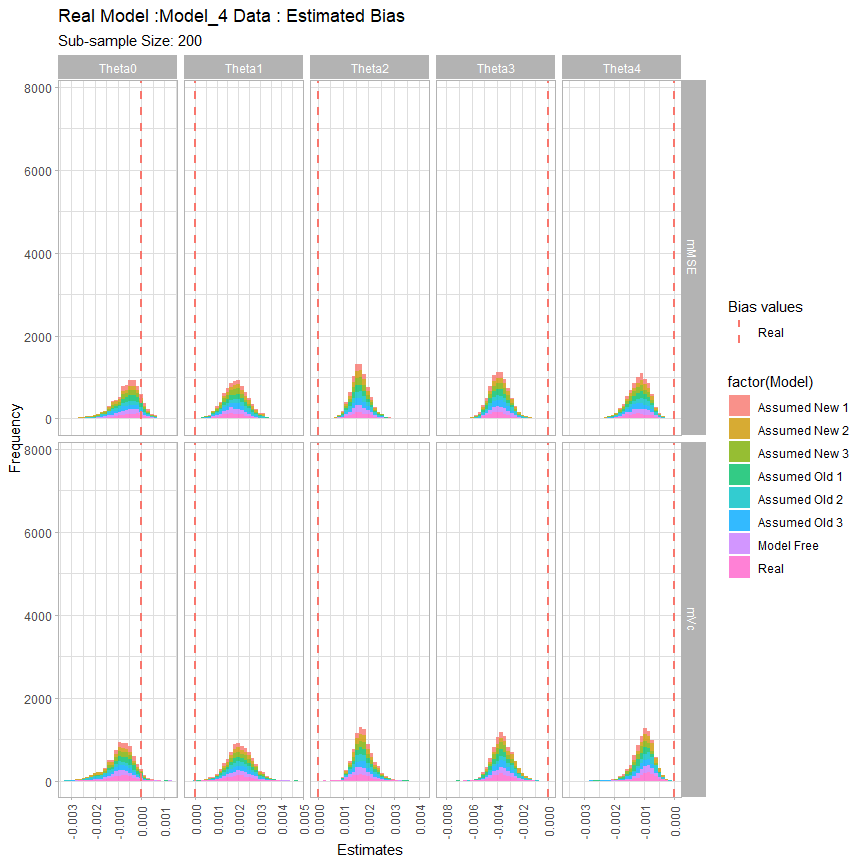 Real Model :Model_4 Data : Estimated Bias
Sub-sample Size: 200
Theta0 Theta1 Theta2 Theta3 Theta4
8000
6000
4000
2000
0
mMSE
8000
6000
4000
2000
0
mVc
Frequency
-0.003 -0.002 -0.001 0.000 0.001
0.000 0.001 0.002 0.003 0.004 0.005
0.000 0.001 0.002 0.003 0.004
-0.008 -0.006 -0.004 -0.002 0.000
-0.003 -0.002 -0.001 0.000
Estimates
Bias values
Real
factor(Model)
Assumed New 1
Assumed New 2
Assumed New 3
Assumed Old 1
Assumed Old 2
Assumed Old 3
Model Free
Real